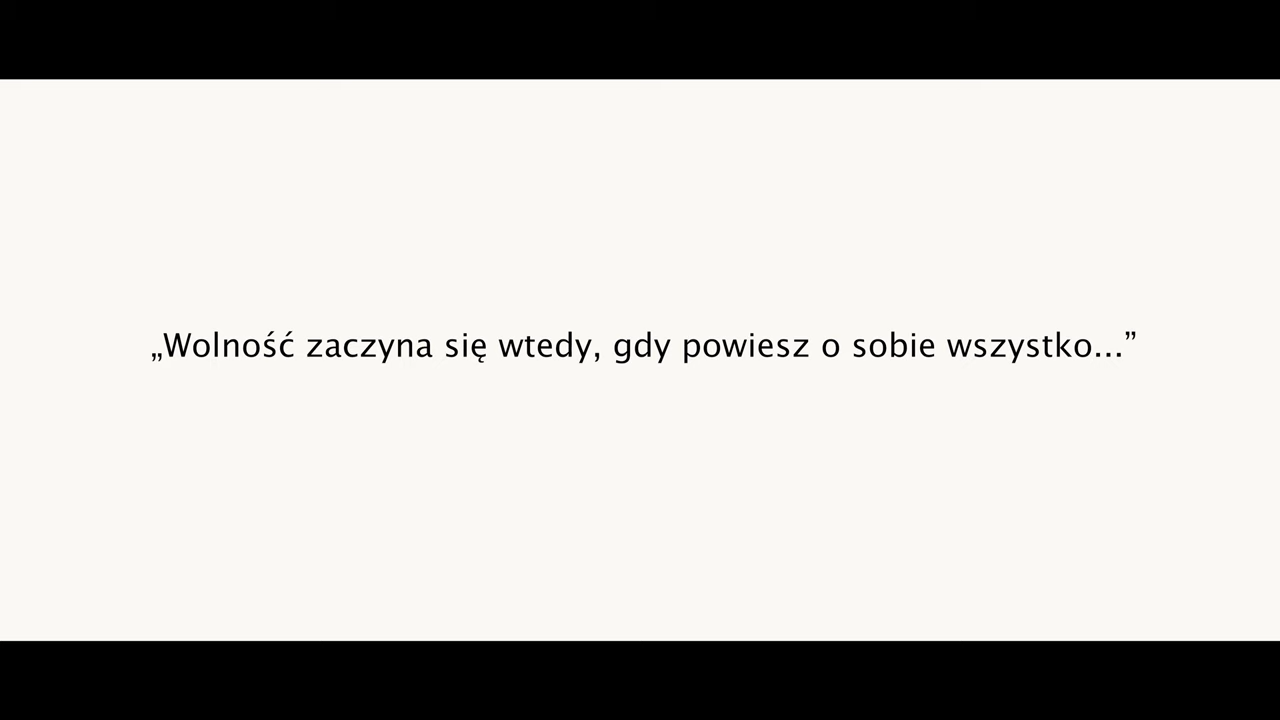 „Wolność zaczyna się wtedy, gdy powiesz o sobie wszystko...”